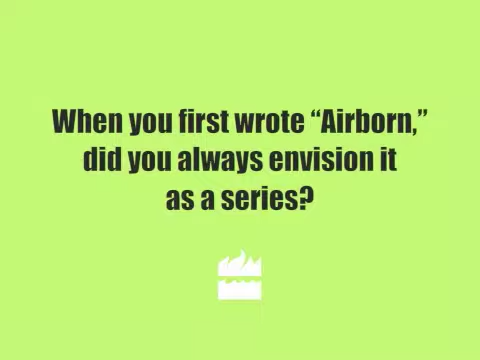 When you first wrote “Airborn,”
did you always envision it
as a series?